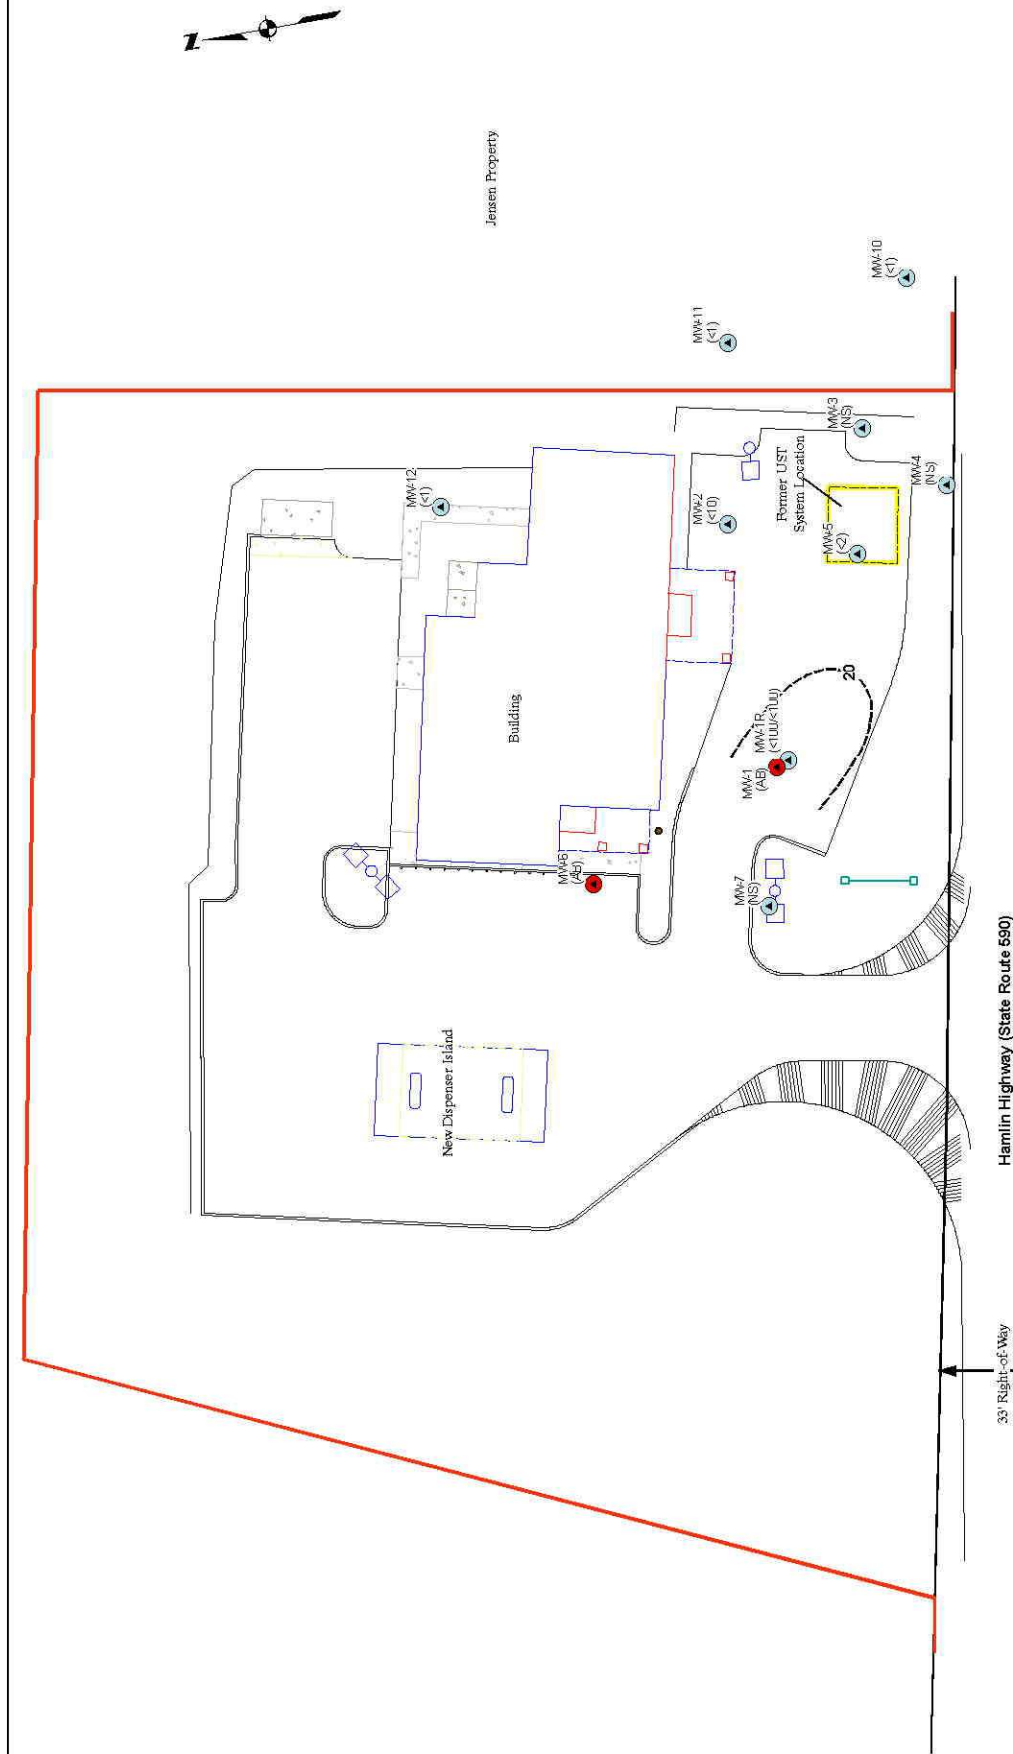 Z
Jensen Property
MW-10
(<1)
MW-11
(<1)
MW-3
(NS)
MW-4
(NS)
Former UST
System Location
MW-12
(<1)
MW-2
(<10)
MW-5
(<2)
20
Building
MW-1R
(<100/<100)
MW-1
(AB)
MW-6
(AB)
MW-7
(NS)
New Dispenser Island
Hamlin Highway (State Route 590)
33' Right-of-Way